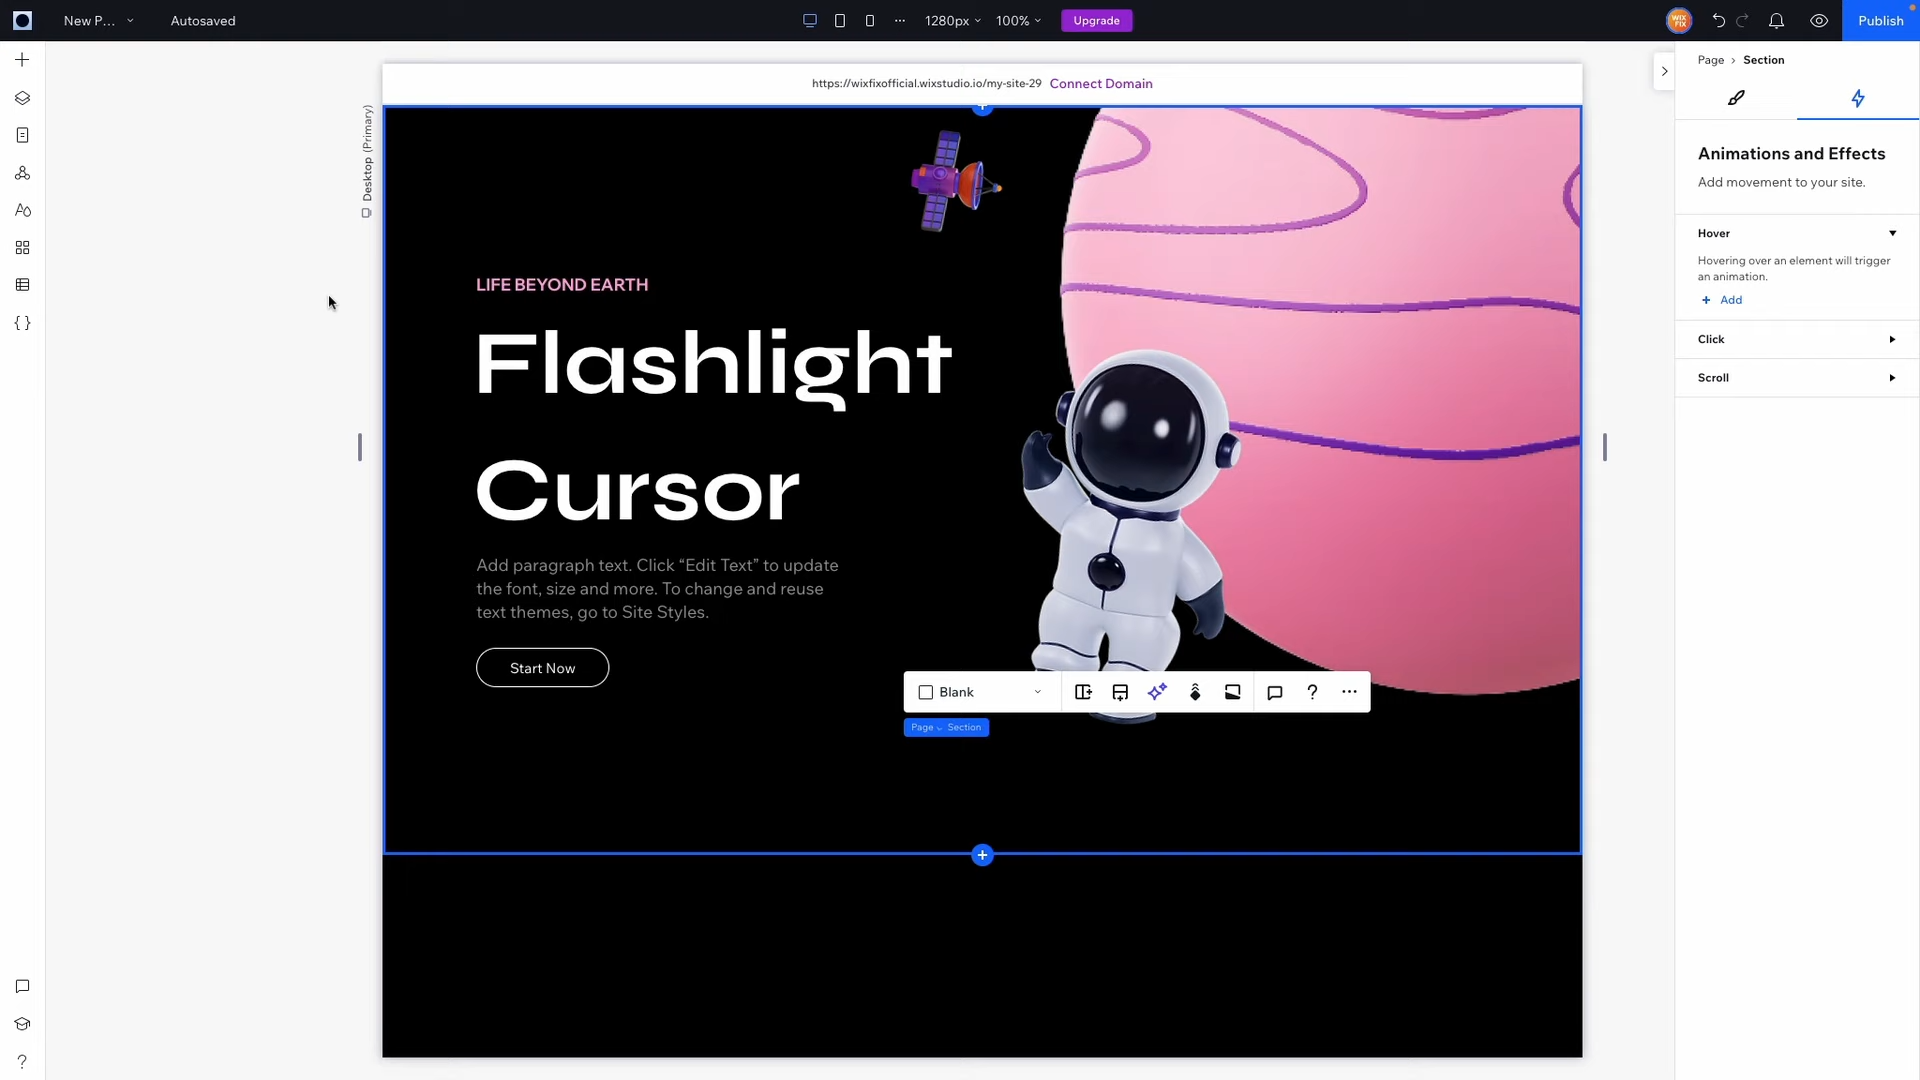 New P...
Autosaved
1280px
100%
Upgrade
WIX
FIX
Publish
https://wixfixofficial.wixstudio.io/my-site-29 Connect Domain
Desktop (Primary)
LIFE BEYOND EARTH
Flashlight
Cursor
Add paragraph text. Click “Edit Text” to update
the font, size and more. To change and reuse
text themes, go to Site Styles.
Start Now
Blank
?
Page
Section
?
Page > Section
Animations and Effects
Add movement to your site.
Hover
Hovering over an element will trigger
an animation.
+ Add
Click
Scroll